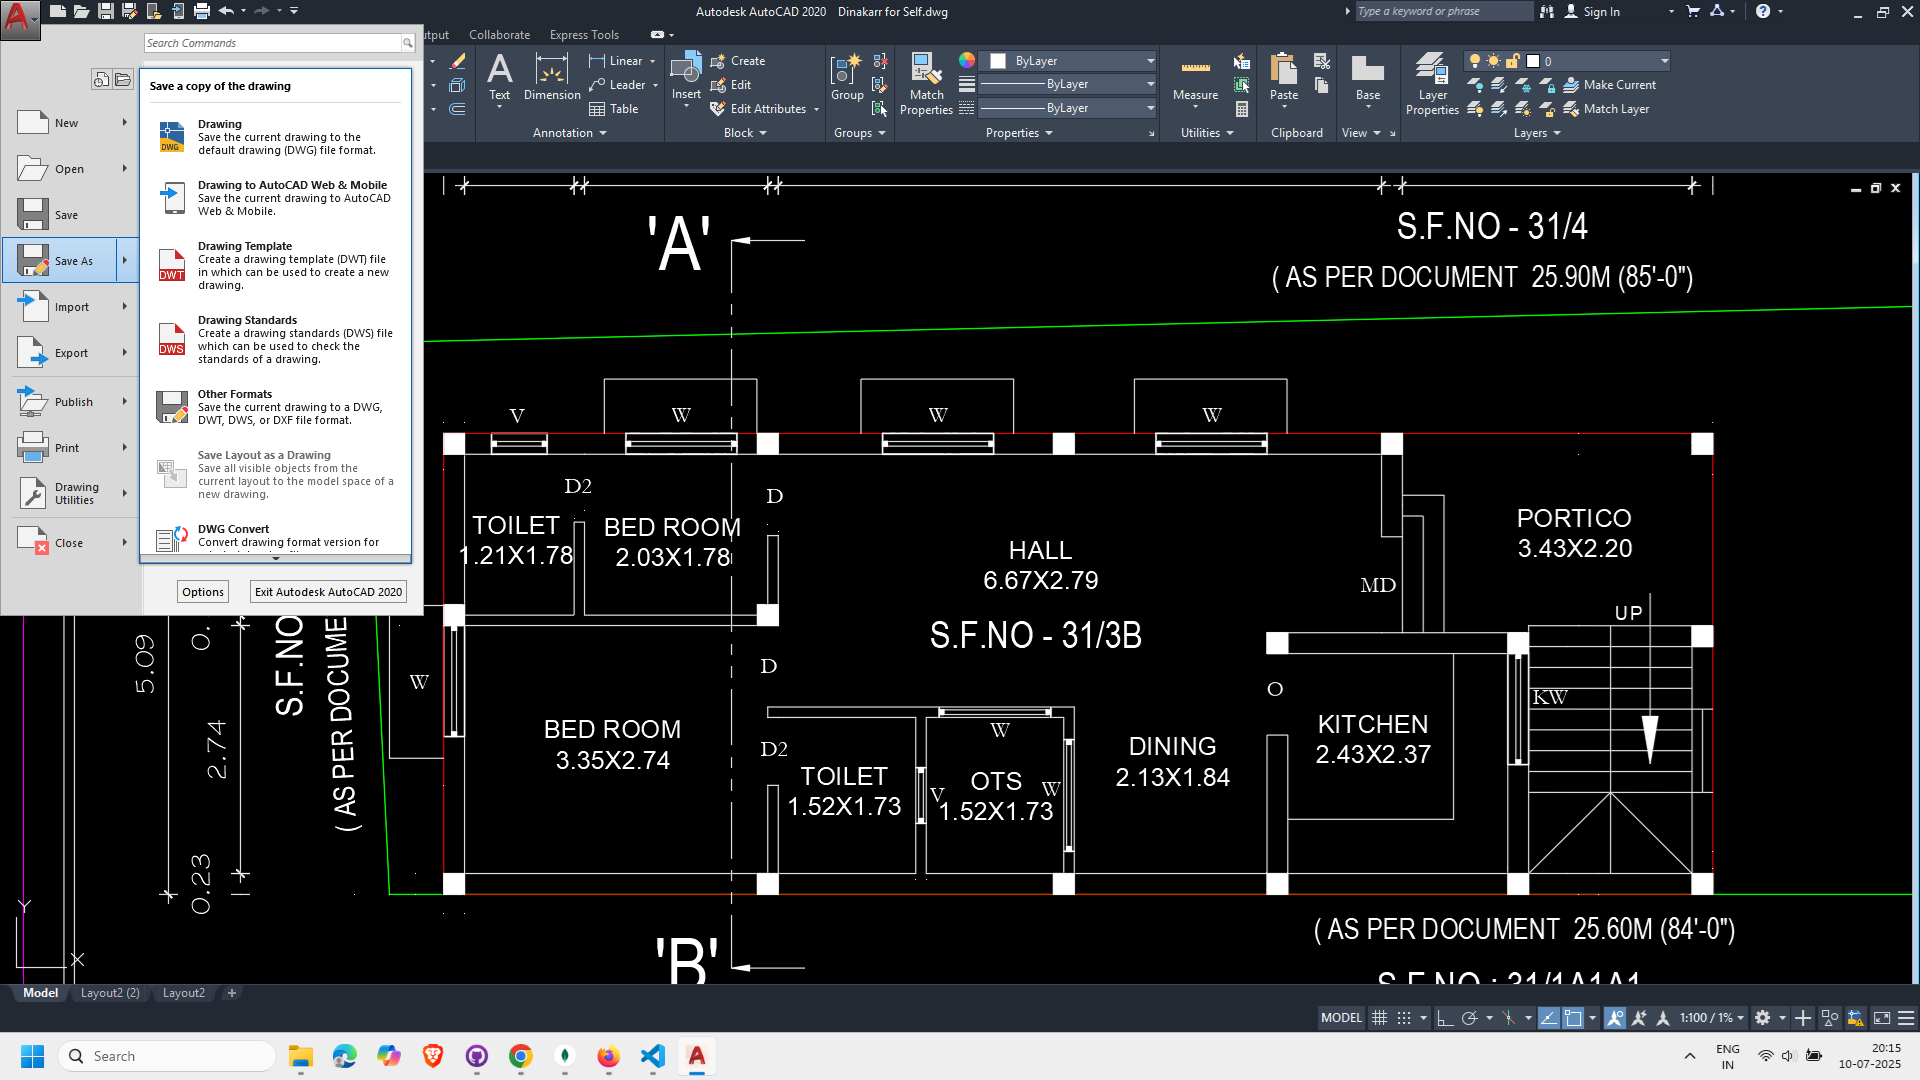 Autodesk AutoCAD 2020 Dinakarr for Self.dwg
Type a keyword or phrase
Sign In
Search Commands
Collaborate
Express Tools
Save a copy of the drawing
New
Open
Save
Save As
Import
Export
Publish
Print
Drawing
Utilities
Close
Drawing
Save the current drawing to the
default drawing (DWG) file format.
Drawing to AutoCAD Web & Mobile
Save the current drawing to AutoCAD
Web & Mobile.
Drawing Template
Create a drawing template (DWT) file
in which can be used to create a new
drawing.
Drawing Standards
Create a drawing standards (DWS) file
which can be used to check the
standards of a drawing.
Other Formats
Save the current drawing to a DWG,
DWT, DWS, or DXF file format.
Save Layout as a Drawing
Save all visible objects from the
current layout to the model space of a
new drawing.
DWG Convert
Convert drawing format version for
DWG
DWT
DWS
Options
Exit Autodesk AutoCAD 2020
Text
Dimension
Linear
Leader
Table
Annotation
Insert
Create
Edit
Edit Attributes
Block
Group
Groups
Match
Properties
ByLayer
ByLayer
ByLayer
Properties
Measure
Utilities
Paste
Clipboard
Base
View
Layer
Properties
0
Make Current
Match Layer
Layers
'A'
S.F.NO - 31/4
( AS PER DOCUMENT 25.90M (85'-0")
V
W
W
W
D2
D
TOILET
1.21X1.78
BED ROOM
2.03X1.78
HALL
6.67X2.79
PORTICO
3.43X2.20
MD
UP
S.F.NO - 31/3B
5.09
0.
2.74
0.23
S.F.NO
( AS PER DOCUME
W
D
O
KW
BED ROOM
3.35X2.74
D2
TOILET
1.52X1.73
V
W
OTS
1.52X1.73
W
DINING
2.13X1.84
KITCHEN
2.43X2.37
'B'
( AS PER DOCUMENT 25.60M (84'-0")
S.F.NO : 31/1A1A1
Y
X
Model
Layout2 (2)
Layout2
MODEL
1:100 / 1%
Search
ENG
IN
20:15
10-07-2025